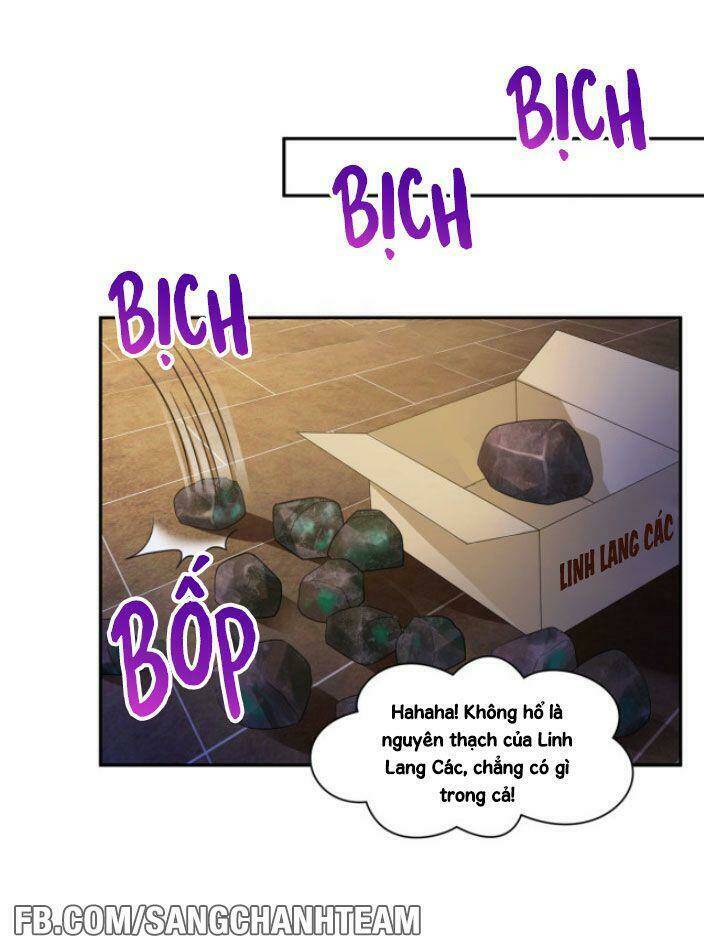 BỊCH
BỊCH
BỊCH
LINH LANG CÁC
BỐP
Hahaha! Không hổ là
nguyên thạch của Linh
Lang Các, chẳng có gì
trong cả!
FB.COM/SANGCHANHTEAM